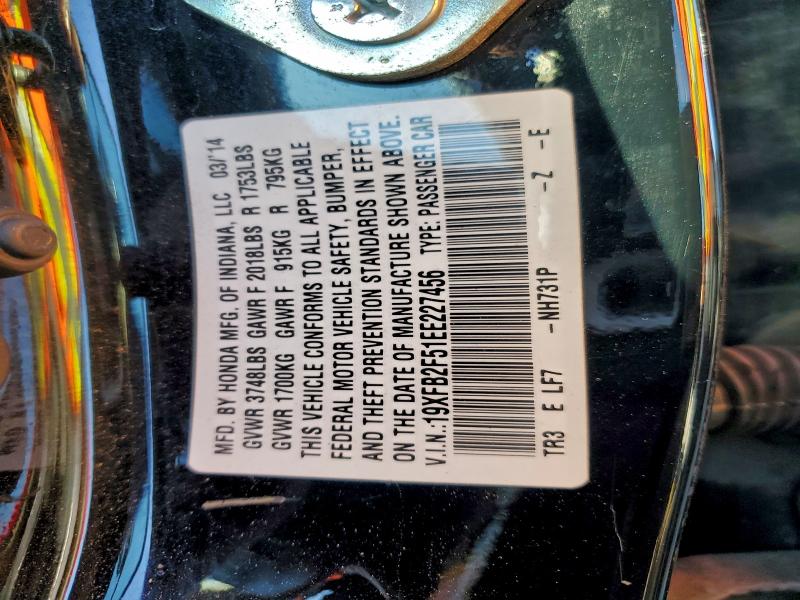 MFD. BY HONDA MFG. OF INDIANA, LLC 03/'14
GVWR 3748LBS GAWR F 2018LBS R 1753LBS
GVWR 1700KG GAWR F 915KG R 795KG
THIS VEHICLE CONFORMS TO ALL APPLICABLE
FEDERAL MOTOR VEHICLE SAFETY, BUMPER,
AND THEFT PREVENTION STANDARDS IN EFFECT
ON THE DATE OF MANUFACTURE SHOWN ABOVE.
V.I.N.:19XFB2F51EE227456 TYPE: PASSENGER CAR
TR3 E LF7 -NH731P -Z -E